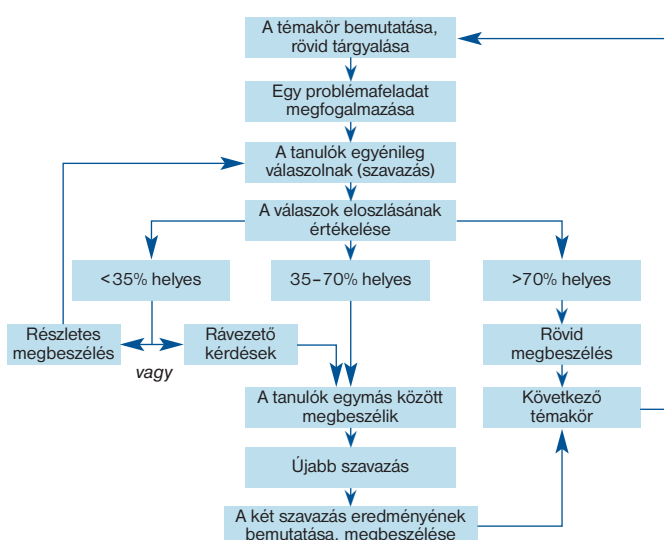 A témakör bemutatása,
rövid tárgyalása
Egy problémafeladat
megfogalmazása
A tanulók egyénileg
válaszolnak (szavazás)
A válaszok eloszlásának
értékelése
<35% helyes
35–70% helyes
>70% helyes
Részletes
megbeszélés
vagy
Rávezető
kérdések
Rövid
megbeszélés
A tanulók egymás között
megbeszélik
Következő
témakör
Újabb szavazás
A két szavazás eredményének
bemutatása, megbeszélése